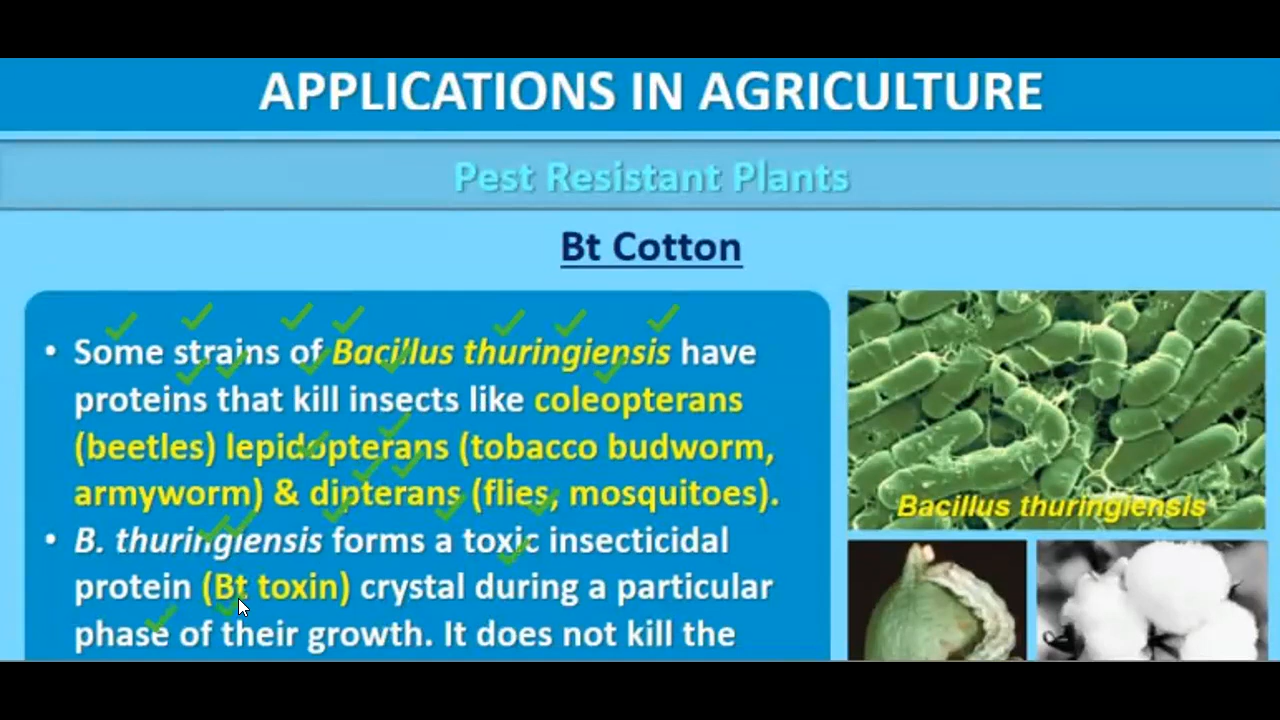 APPLICATIONS IN AGRICULTURE
Pest Resistant Plants
Bt Cotton
• Some strains of Bacillus thuringiensis have
proteins that kill insects like coleopterans
(beetles) lepidopterans (tobacco budworm,
armyworm) & dipterans (flies, mosquitoes).
• B. thuringiensis forms a toxic insecticidal
protein (Bt toxin) crystal during a particular
phase of their growth. It does not kill the
Bacillus thuringiensis